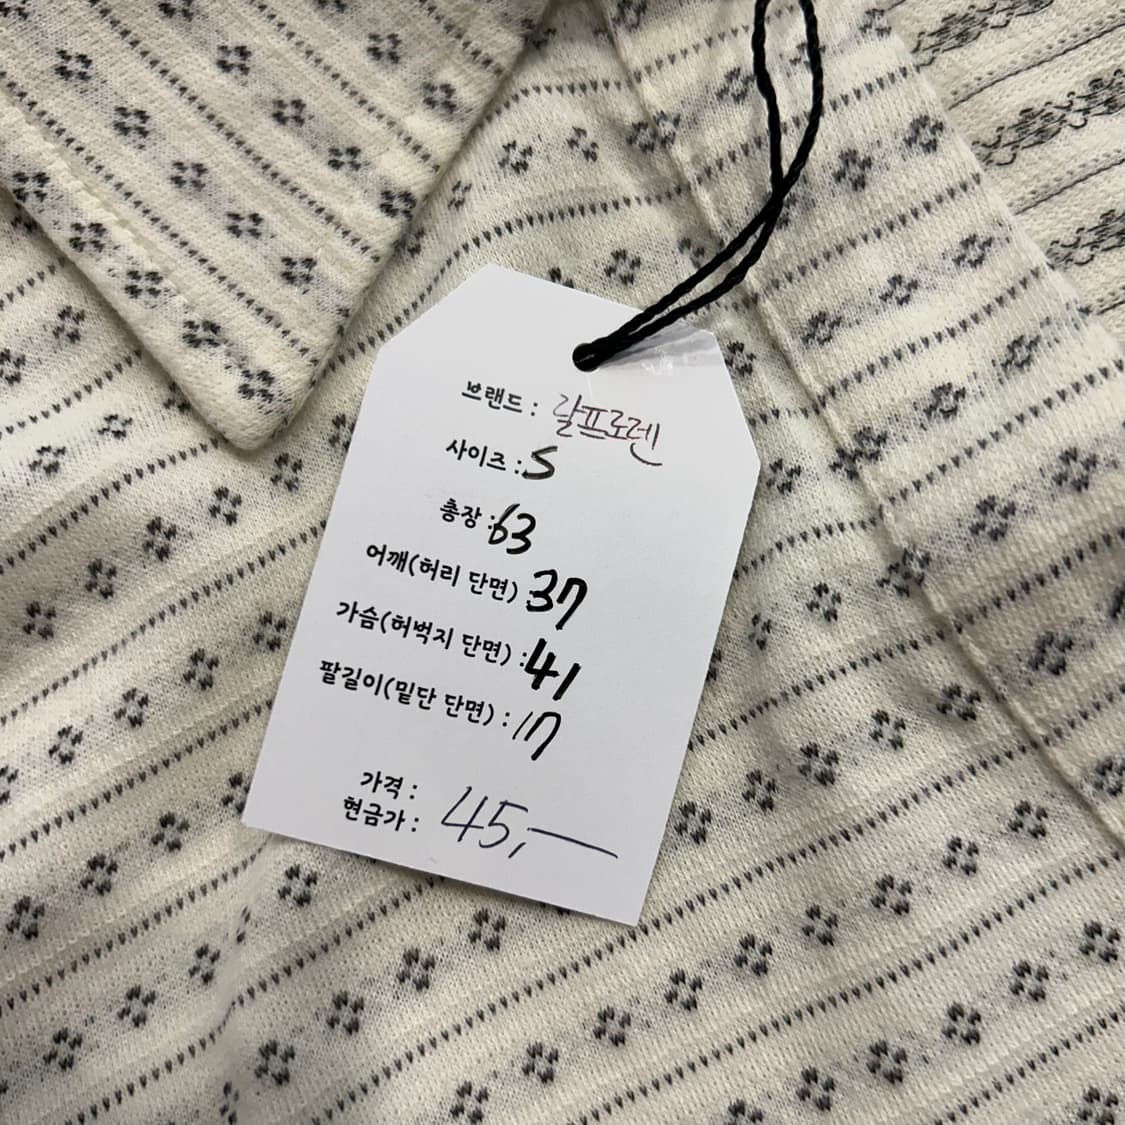 브랜드 : 랄프로렌
사이즈 : S
총장 : 63
어깨(허리 단면) : 37
가슴(허벅지 단면) : 41
팔길이(밑단 단면) : 17
가격 :
현금가 : 45,—